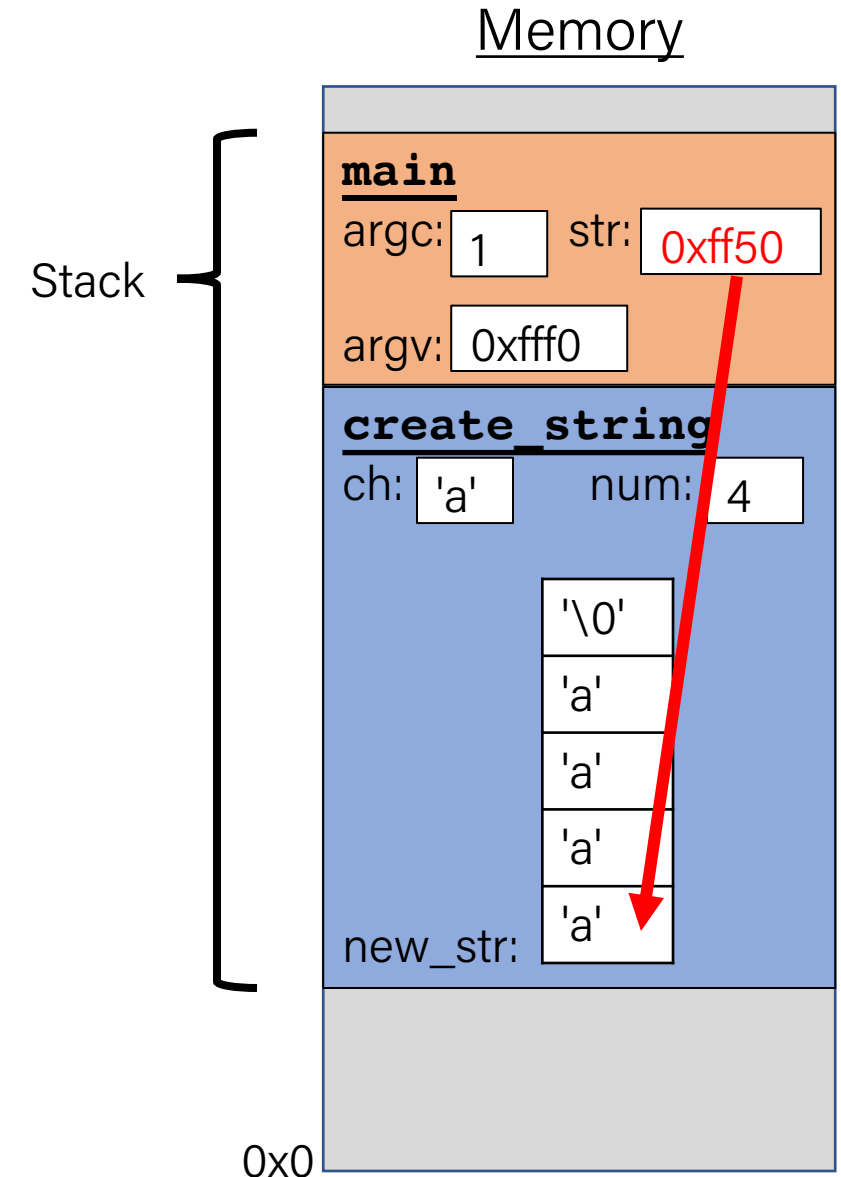 Memory
main
argc: 1 str: 0xff50
Stack
argv: 0xfff0
create_string
ch: 'a' num: 4
'\0'
'a'
'a'
'a'
new_str: 'a'
0x0